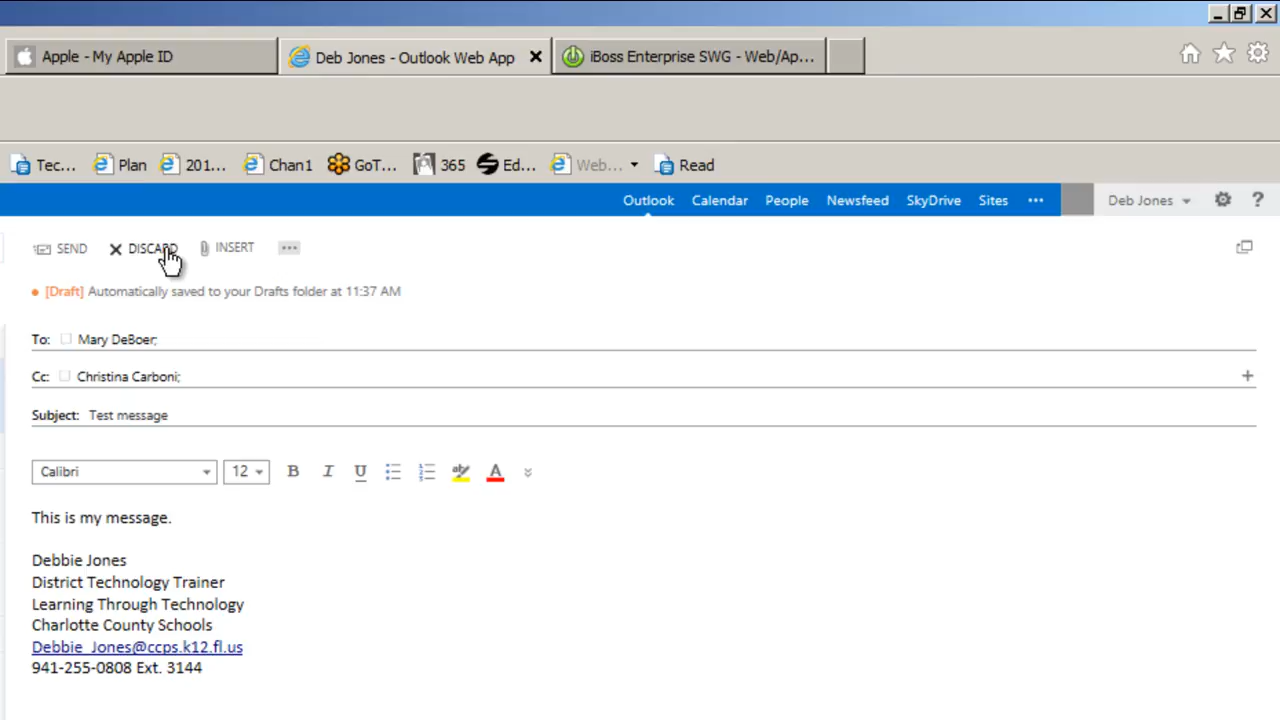 Apple - My Apple ID
Deb Jones - Outlook Web App
iBoss Enterprise SWG - Web/Ap...
Tec... Plan 201... Chan1 GoT... 365 Ed... Web... Read
Outlook Calendar People Newsfeed SkyDrive Sites ••• Deb Jones ?
SEND DISCARD INSERT •••
[Draft] Automatically saved to your Drafts folder at 11:37 AM
To: Mary DeBoer;
Cc: Christina Carboni; +
Subject: Test message
Calibri 12 B I U ab A
This is my message.
Debbie Jones
District Technology Trainer
Learning Through Technology
Charlotte County Schools
Debbie_Jones@ccps.k12.fl.us
941-255-0808 Ext. 3144